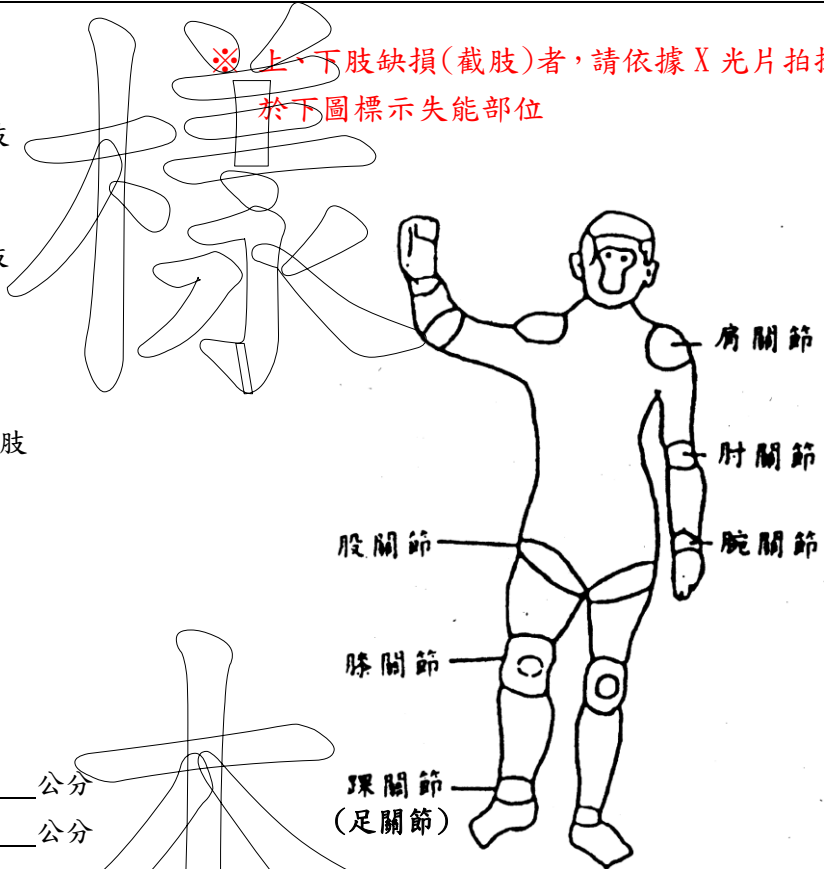 ※ 上、下肢缺損(截肢)者，請依據X光片拍
於下圖標示失能部位
肢
肩關節
肘關節
股關節
腕關節
膝關節
踝關節
(足關節)
公分
公分
樣
本